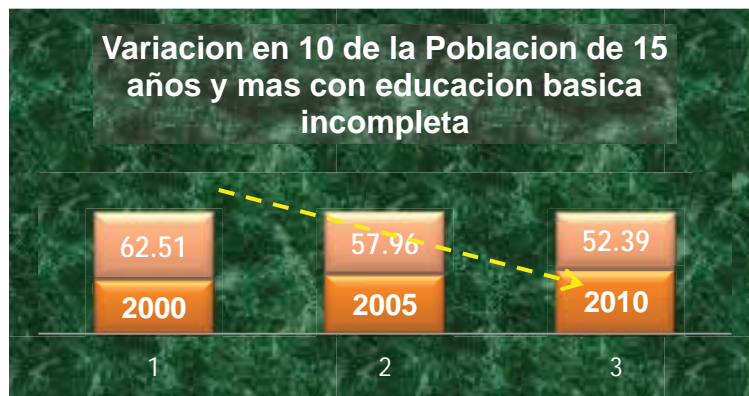 Variacion en 10 de la Poblacion de 15
años y mas con educacion basica
incompleta
62.51 57.96 52.39
2000 2005 2010
1 2 3